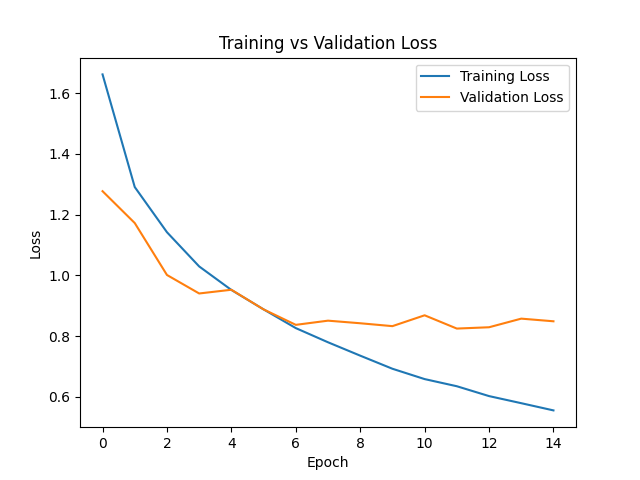 Training vs Validation Loss
Training Loss
Validation Loss
1.6
1.4
1.2
1.0
0.8
0.6
Loss
0 2 4 6 8 10 12 14
Epoch